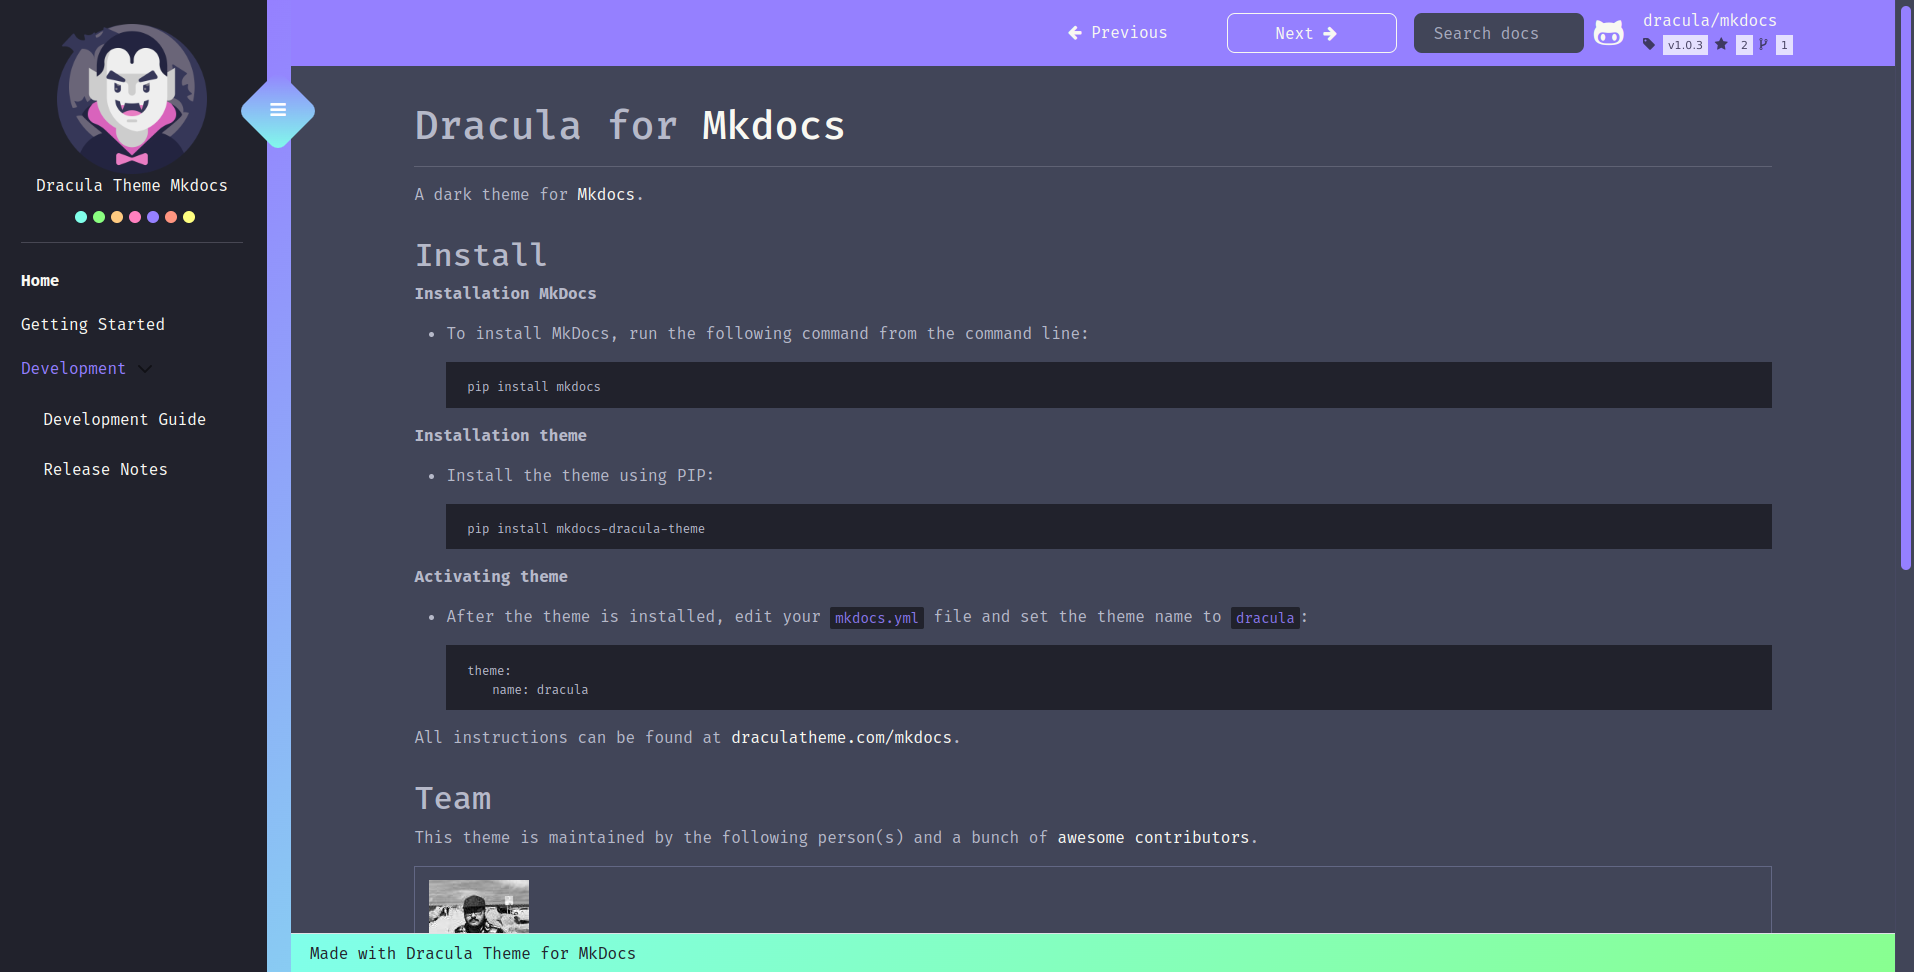 Dracula Theme Mkdocs
Home
Getting Started
Development
Development Guide
Release Notes
Previous
Next
Search docs
dracula/mkdocs
v1.0.3 2 1
Dracula for Mkdocs
A dark theme for Mkdocs.
Install
Installation MkDocs
To install MkDocs, run the following command from the command line:
pip install mkdocs
Installation theme
Install the theme using PIP:
pip install mkdocs-dracula-theme
Activating theme
After the theme is installed, edit your mkdocs.yml file and set the theme name to dracula:
theme:
name: dracula
All instructions can be found at draculatheme.com/mkdocs.
Team
This theme is maintained by the following person(s) and a bunch of awesome contributors.
Made with Dracula Theme for MkDocs